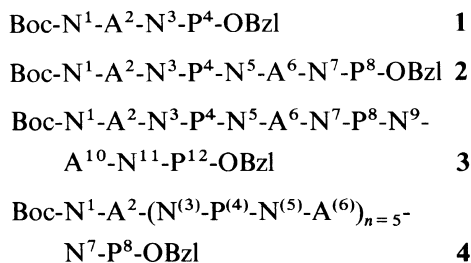 Boc-N¹-A²-N³-P⁴-OBzl 1
Boc-N¹-A²-N³-P⁴-N⁵-A⁶-N⁷-P⁸-OBzl 2
Boc-N¹-A²-N³-P⁴-N⁵-A⁶-N⁷-P⁸-N⁹-
A¹⁰-N¹¹-P¹²-OBzl 3
Boc-N¹-A²-(N⁽³⁾-P⁽⁴⁾-N⁽⁵⁾-A⁽⁶⁾)ₙ₌₅-
N⁷-P⁸-OBzl 4